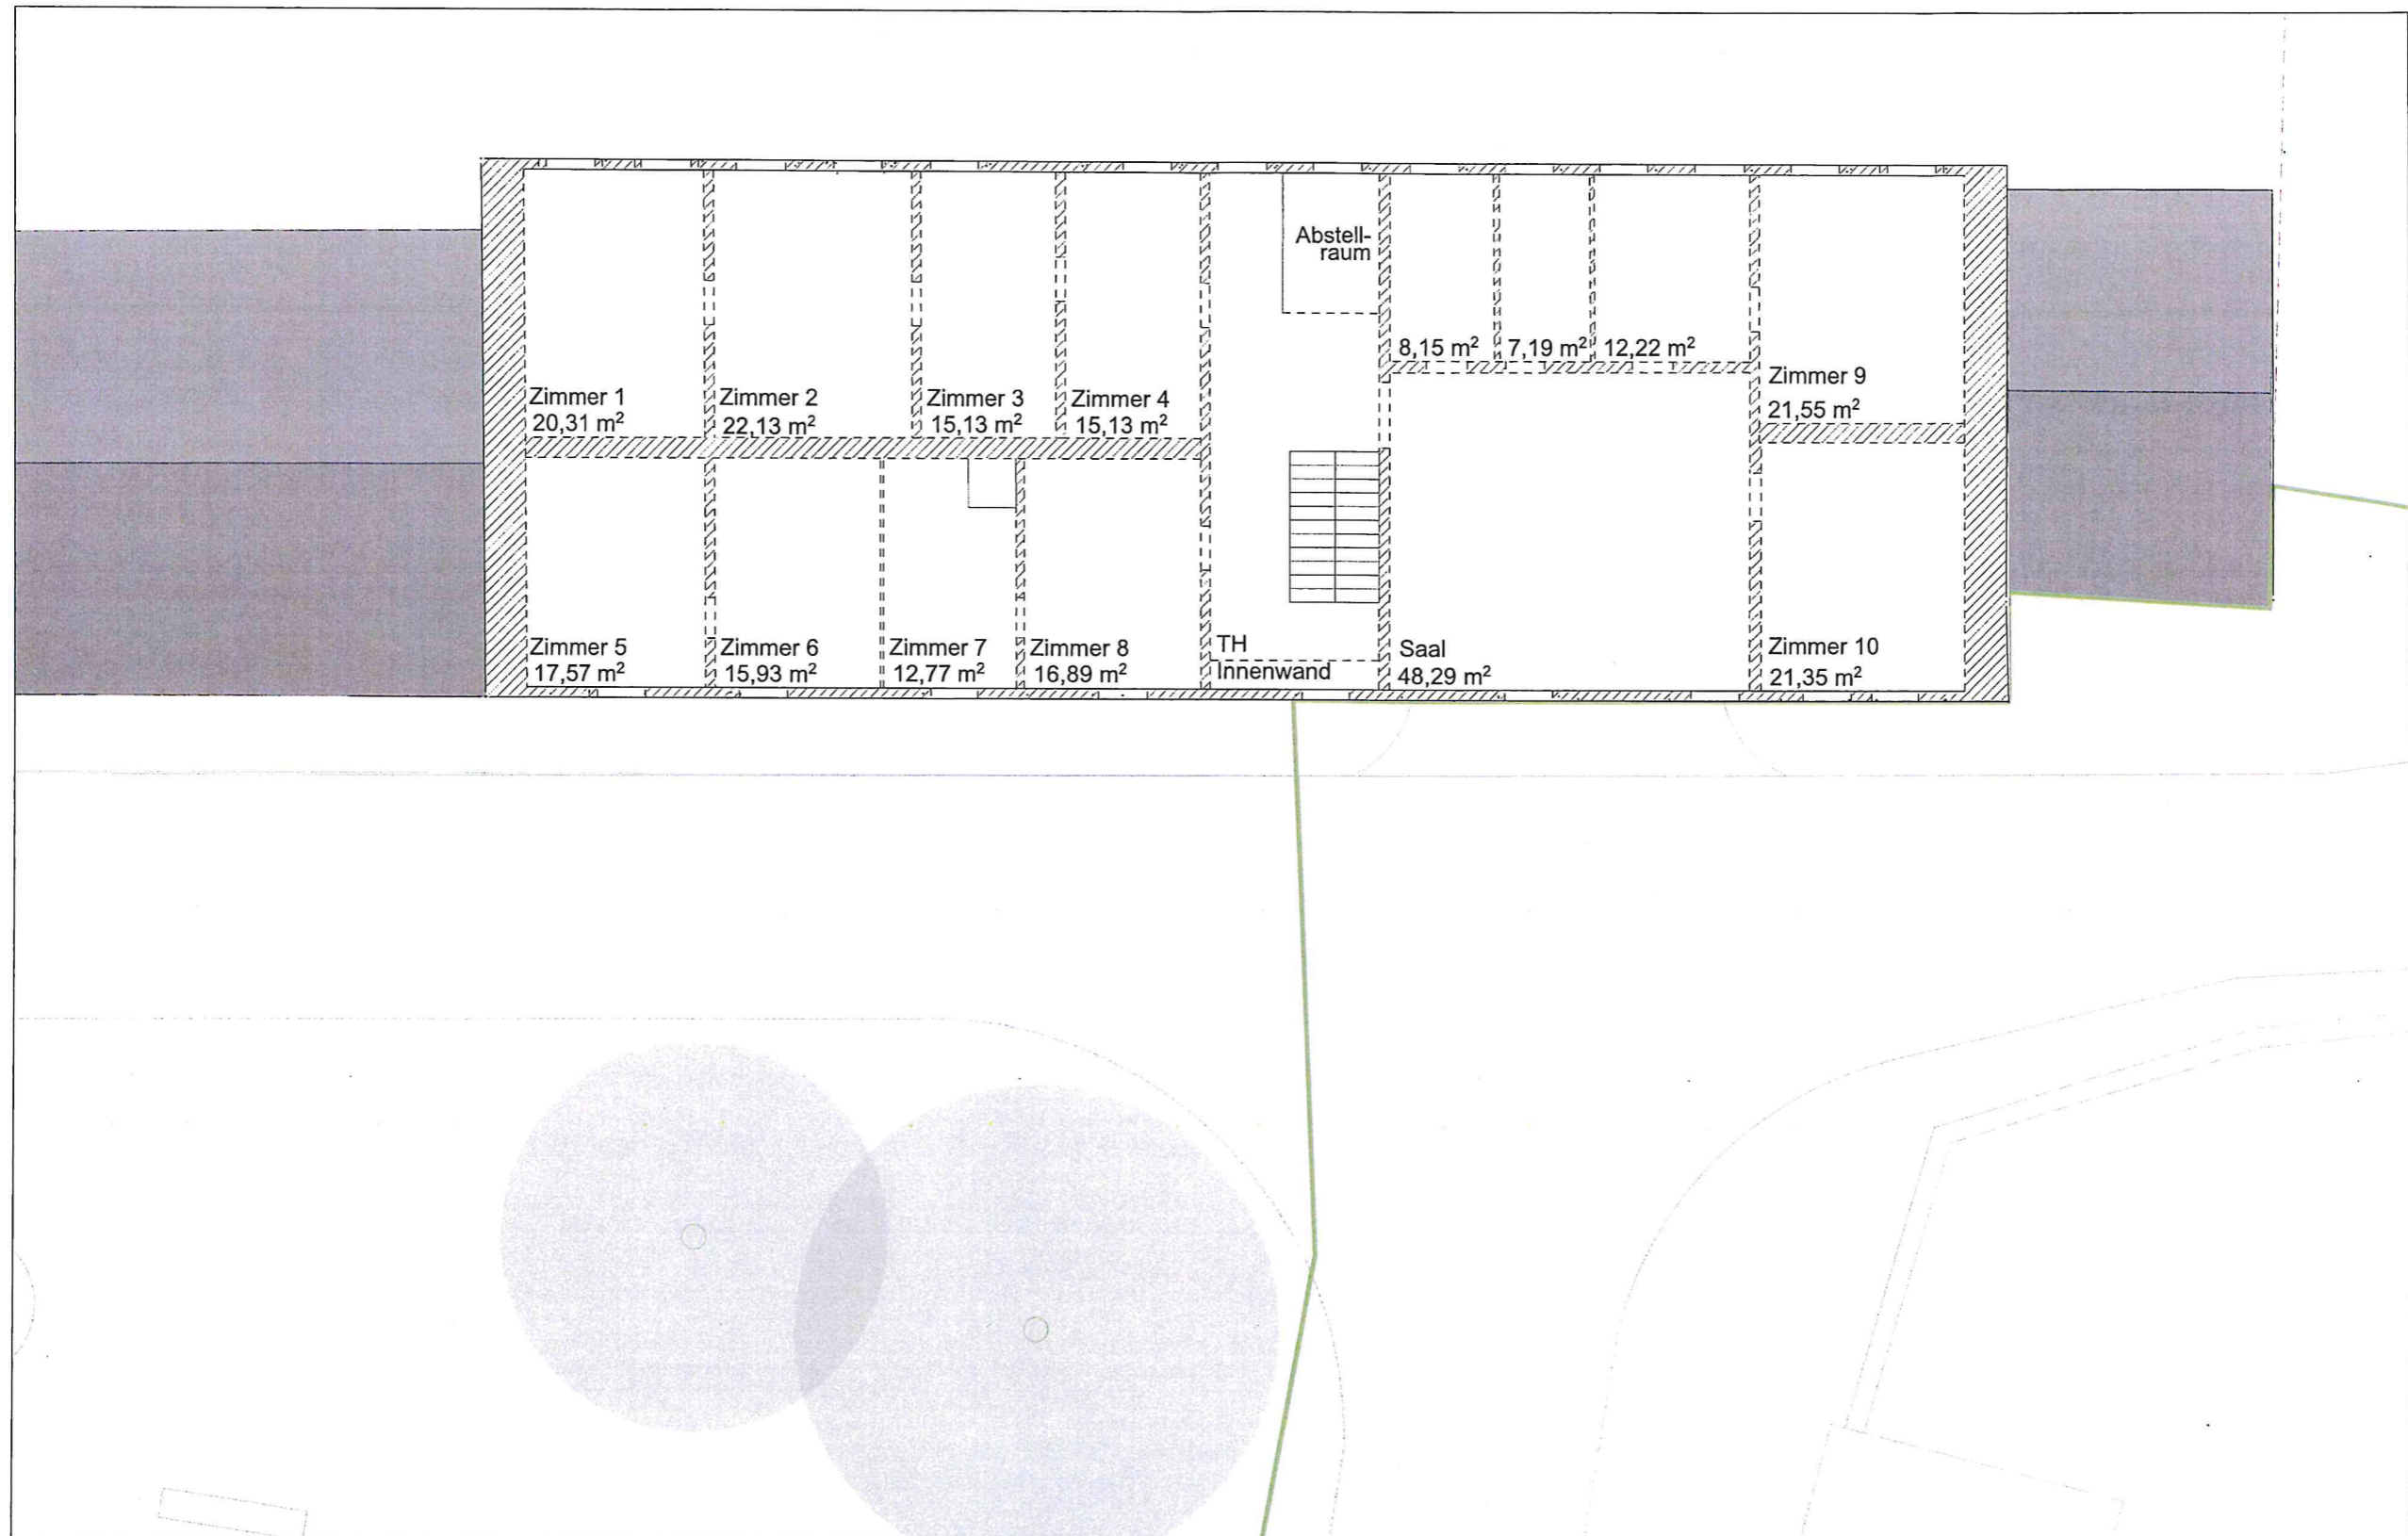 Abstell-
raum
8,15 m²
7,19 m²
12,22 m²
Zimmer 1
20,31 m²
Zimmer 2
22,13 m²
Zimmer 3
15,13 m²
Zimmer 4
15,13 m²
Zimmer 9
21,55 m²
Zimmer 5
17,57 m²
Zimmer 6
15,93 m²
Zimmer 7
12,77 m²
Zimmer 8
16,89 m²
TH
Innenwand
Saal
48,29 m²
Zimmer 10
21,35 m²